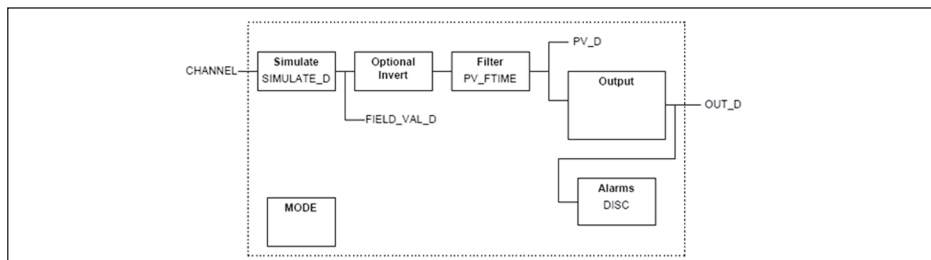 CHANNEL
Simulate
SIMULATE_D
Optional
Invert
Filter
PV_FTIME
PV_D
Output
OUT_D
FIELD_VAL_D
Alarms
DISC
MODE